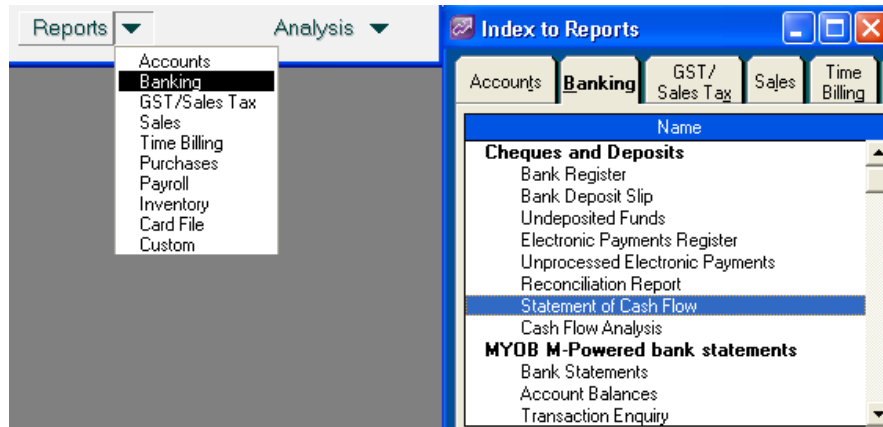 Reports
Analysis
Accounts
Banking
GST/Sales Tax
Sales
Time Billing
Purchases
Payroll
Inventory
Card File
Custom
Index to Reports
Accounts
Banking
GST/
Sales Tax
Sales
Time
Billing
Name
Cheques and Deposits
Bank Register
Bank Deposit Slip
Undeposited Funds
Electronic Payments Register
Unprocessed Electronic Payments
Reconciliation Report
Statement of Cash Flow
Cash Flow Analysis
MYOB M-Powered bank statements
Bank Statements
Account Balances
Transaction Enquiry